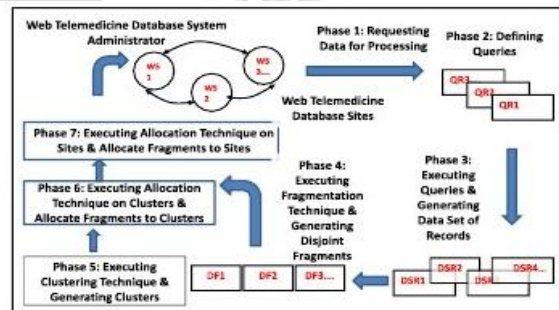 Web Telemedicine Database System
Administrator
WS
1
WS
2
WS
3...
Phase 1: Requesting
Data for Processing
Web Telemedicine
Database Sites
Phase 2: Defining
Queries
QR3
QR2
QR1
Phase 3:
Executing
Queries &
Generating
Data Set of
Records
DSR1
DSR2
DSR4...
Phase 4:
Executing
Fragmentation
Technique &
Generating
Disjoint
Fragments
DF1
DF2
DF3....
Phase 5: Executing
Clustering Technique &
Generating Clusters
Phase 6: Executing Allocation
Technique on Clusters &
Allocate Fragments to Clusters
Phase 7: Executing Allocation Technique on
Sites & Allocate Fragments to Sites